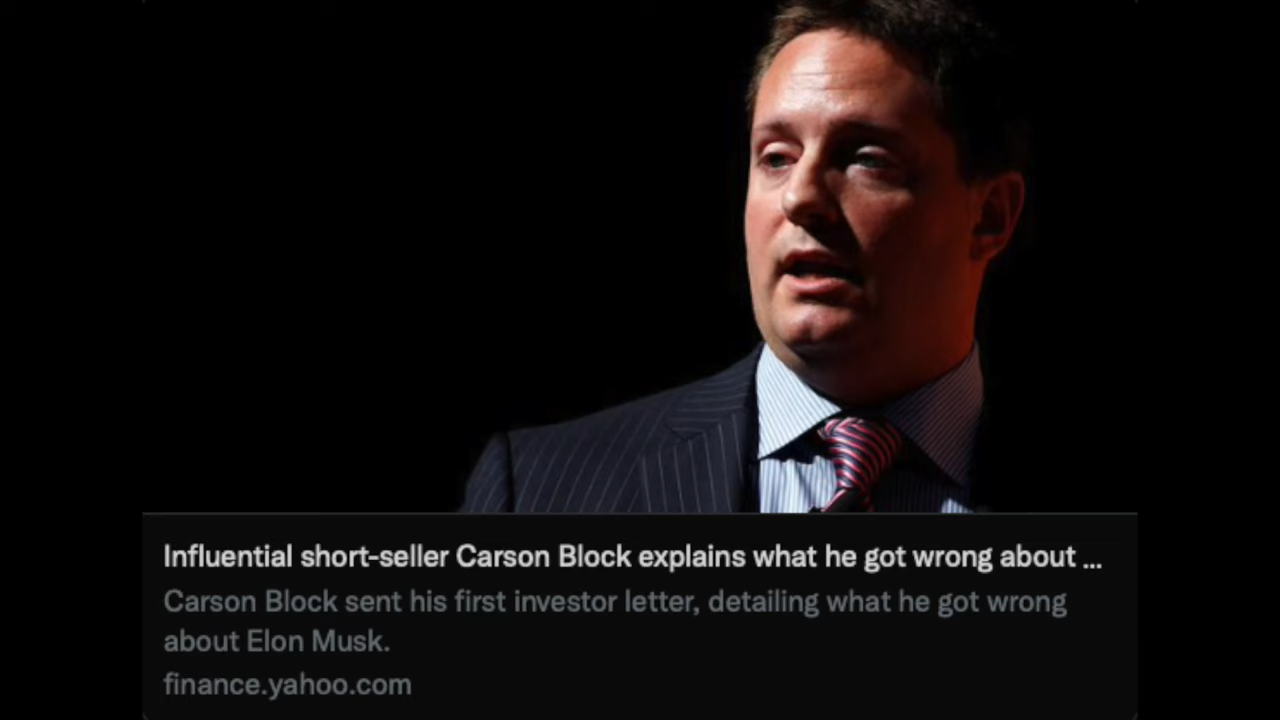 Influential short-seller Carson Block explains what he got wrong about ...
Carson Block sent his first investor letter, detailing what he got wrong
about Elon Musk.
finance.yahoo.com